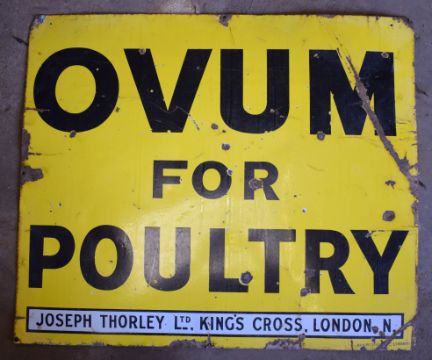 OVUM
FOR
POULTRY
JOSEPH THORLEY LTD. KING'S CROSS, LONDON, N.